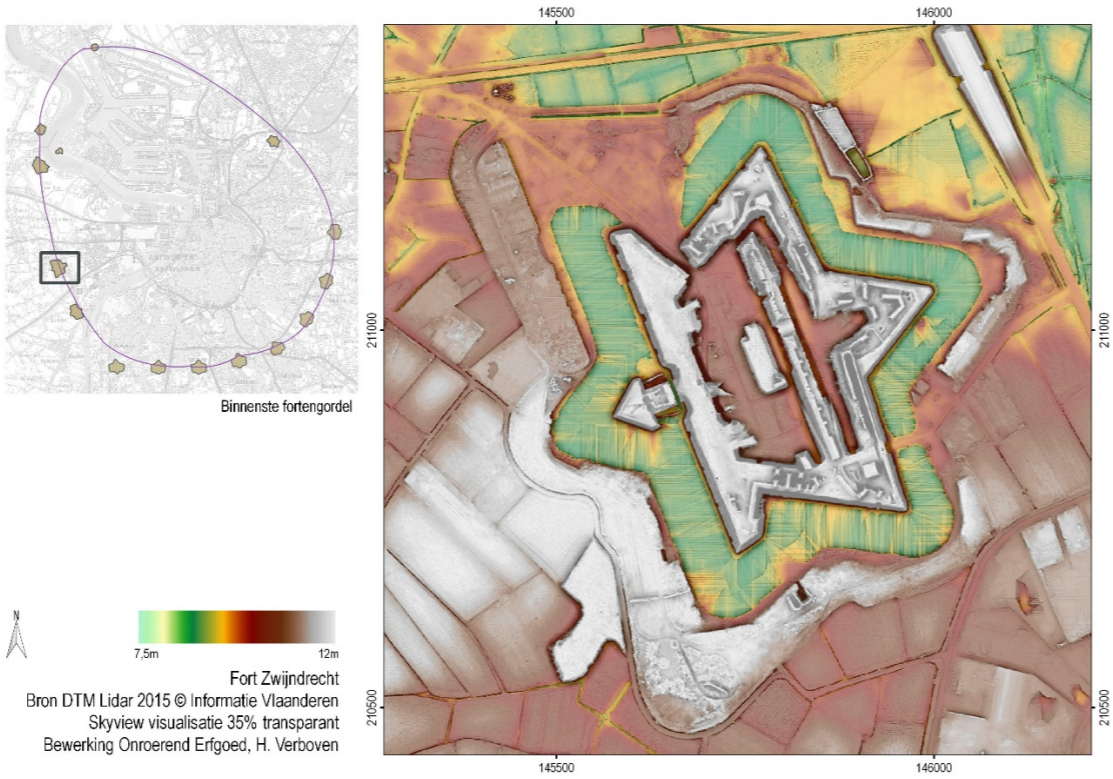 145500
146000
211000
211000
Binnenste fortengordel
N
7,5m
12m
Fort Zwijndrecht
Bron DTM Lidar 2015 © Informatie Vlaanderen
Skyview visualisatie 35% transparant
Bewerking Onroerend Erfgoed, H. Verboven
210500
210500
145500
146000